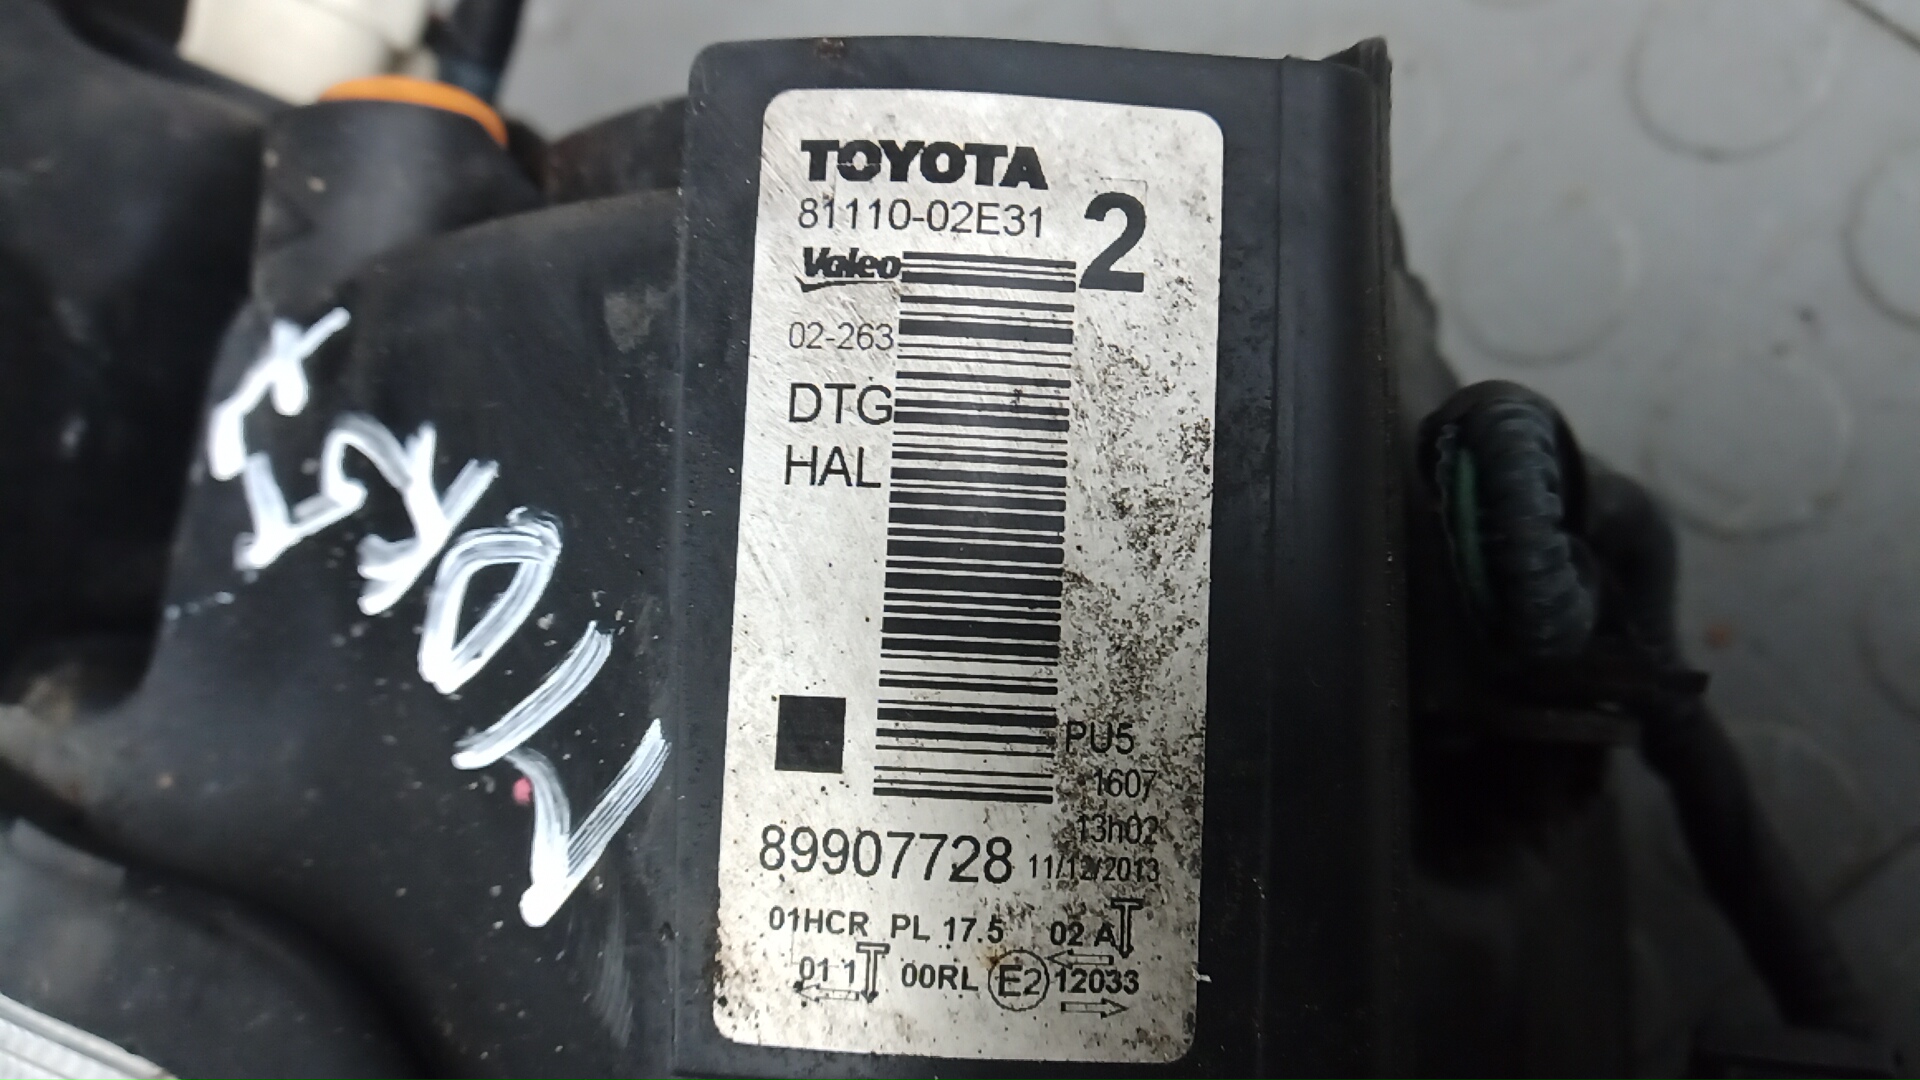 TOYOTA
81110-02E31 2
Valeo
02-263
DTG
HAL
PU5
1607
13h02
89907728 11/12/2013
01HCR PL 17.5 02 A
01 1 00RL E2 12033